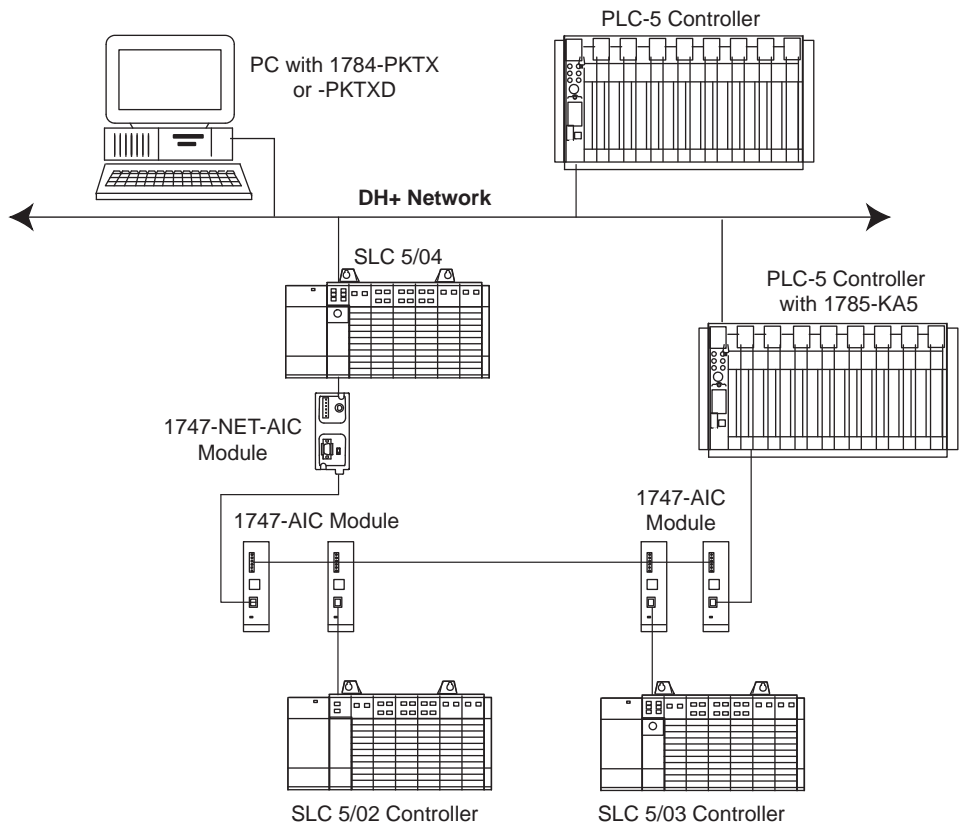 PLC-5 Controller
PC with 1784-PKTX
or -PKTXD
DH+ Network
SLC 5/04
PLC-5 Controller
with 1785-KA5
1747-NET-AIC
Module
1747-AIC Module
1747-AIC
Module
SLC 5/02 Controller
SLC 5/03 Controller